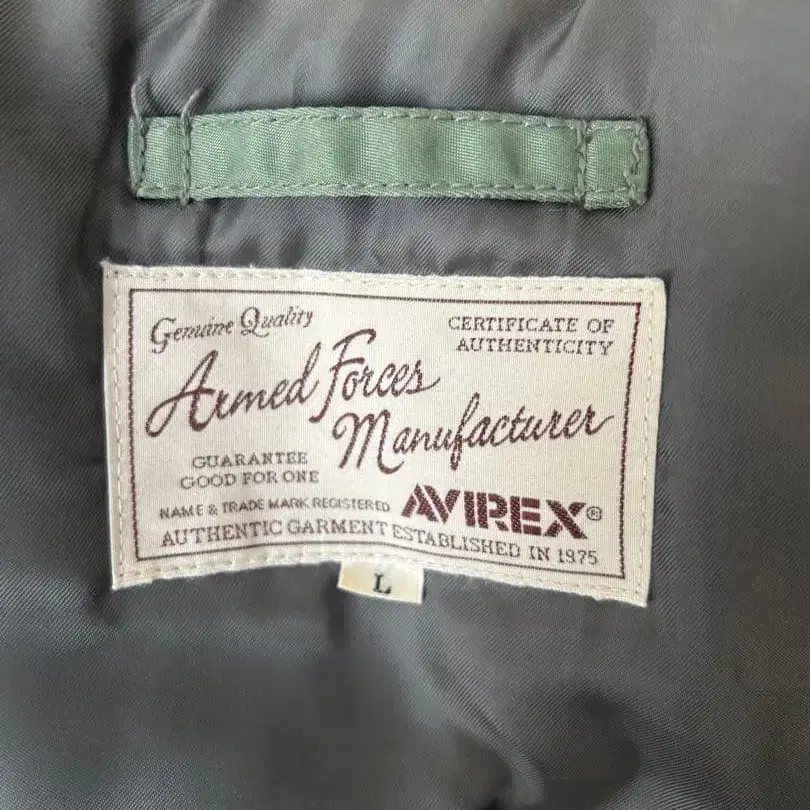 Genuine Quality
CERTIFICATE OF
AUTHENTICITY
Armed Forces
Manufacturer
GUARANTEE
GOOD FOR ONE
NAME & TRADE MARK REGISTERED
AVIREX®
AUTHENTIC GARMENT ESTABLISHED IN 1975
L